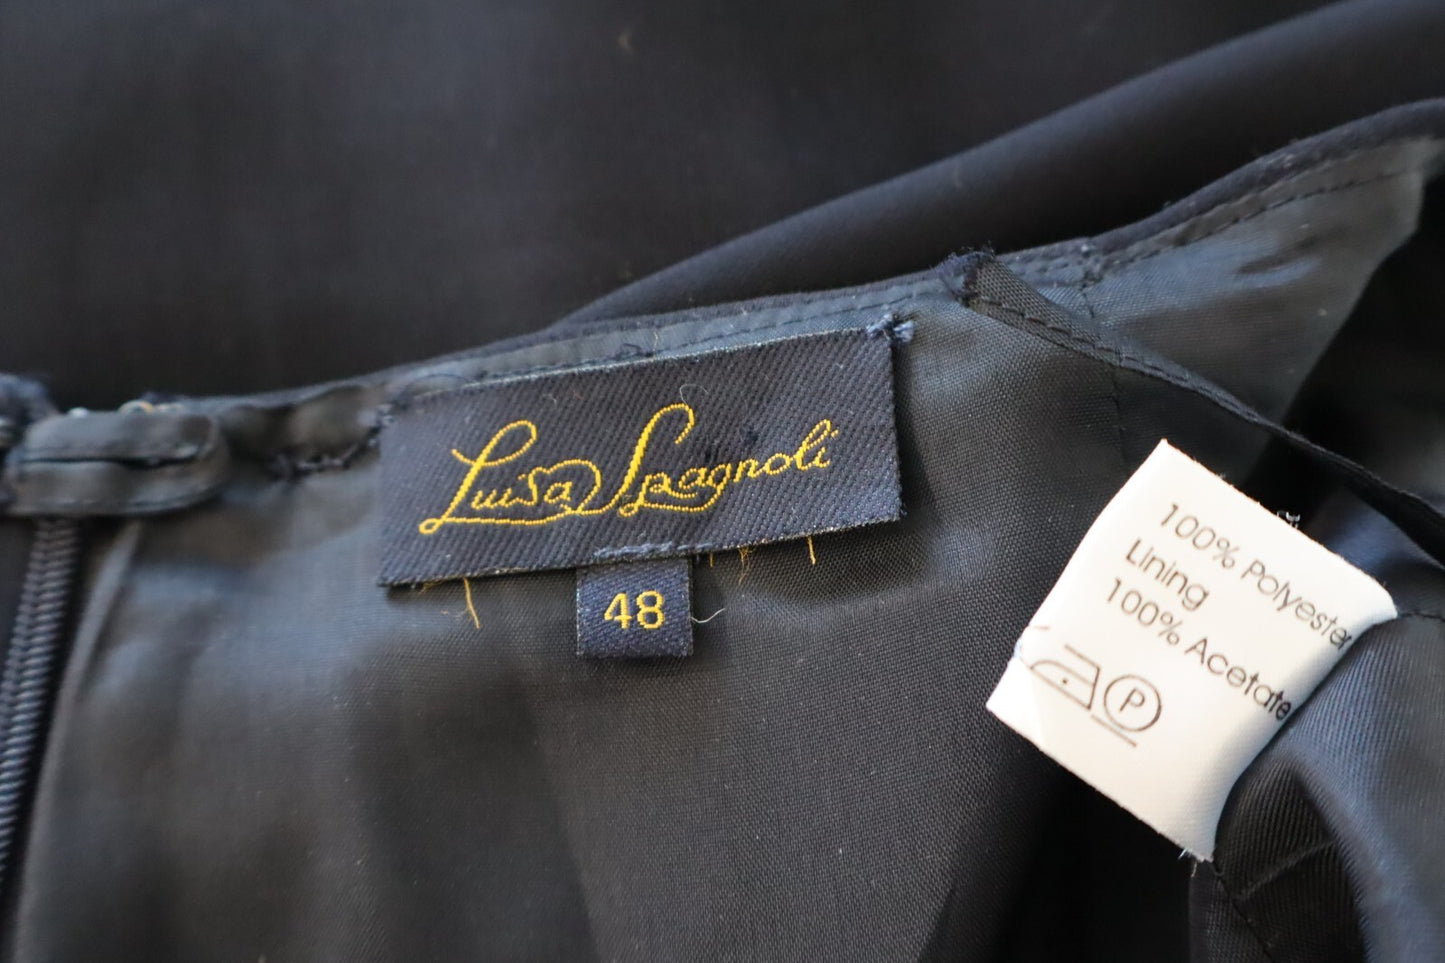 Luisa Spagnoli
48
100% Polyester
Lining
100% Acetate
P